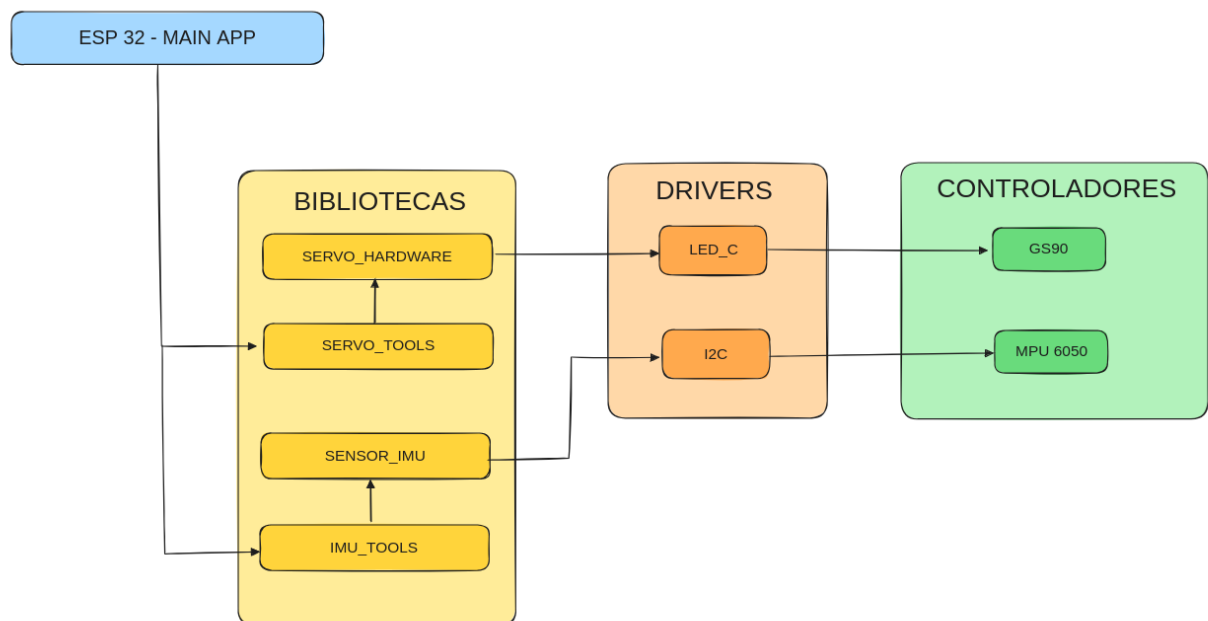 ESP 32 - MAIN APP
BIBLIOTECAS
SERVO_HARDWARE
SERVO_TOOLS
SENSOR_IMU
IMU_TOOLS
DRIVERS
LED_C
I2C
CONTROLADORES
GS90
MPU 6050